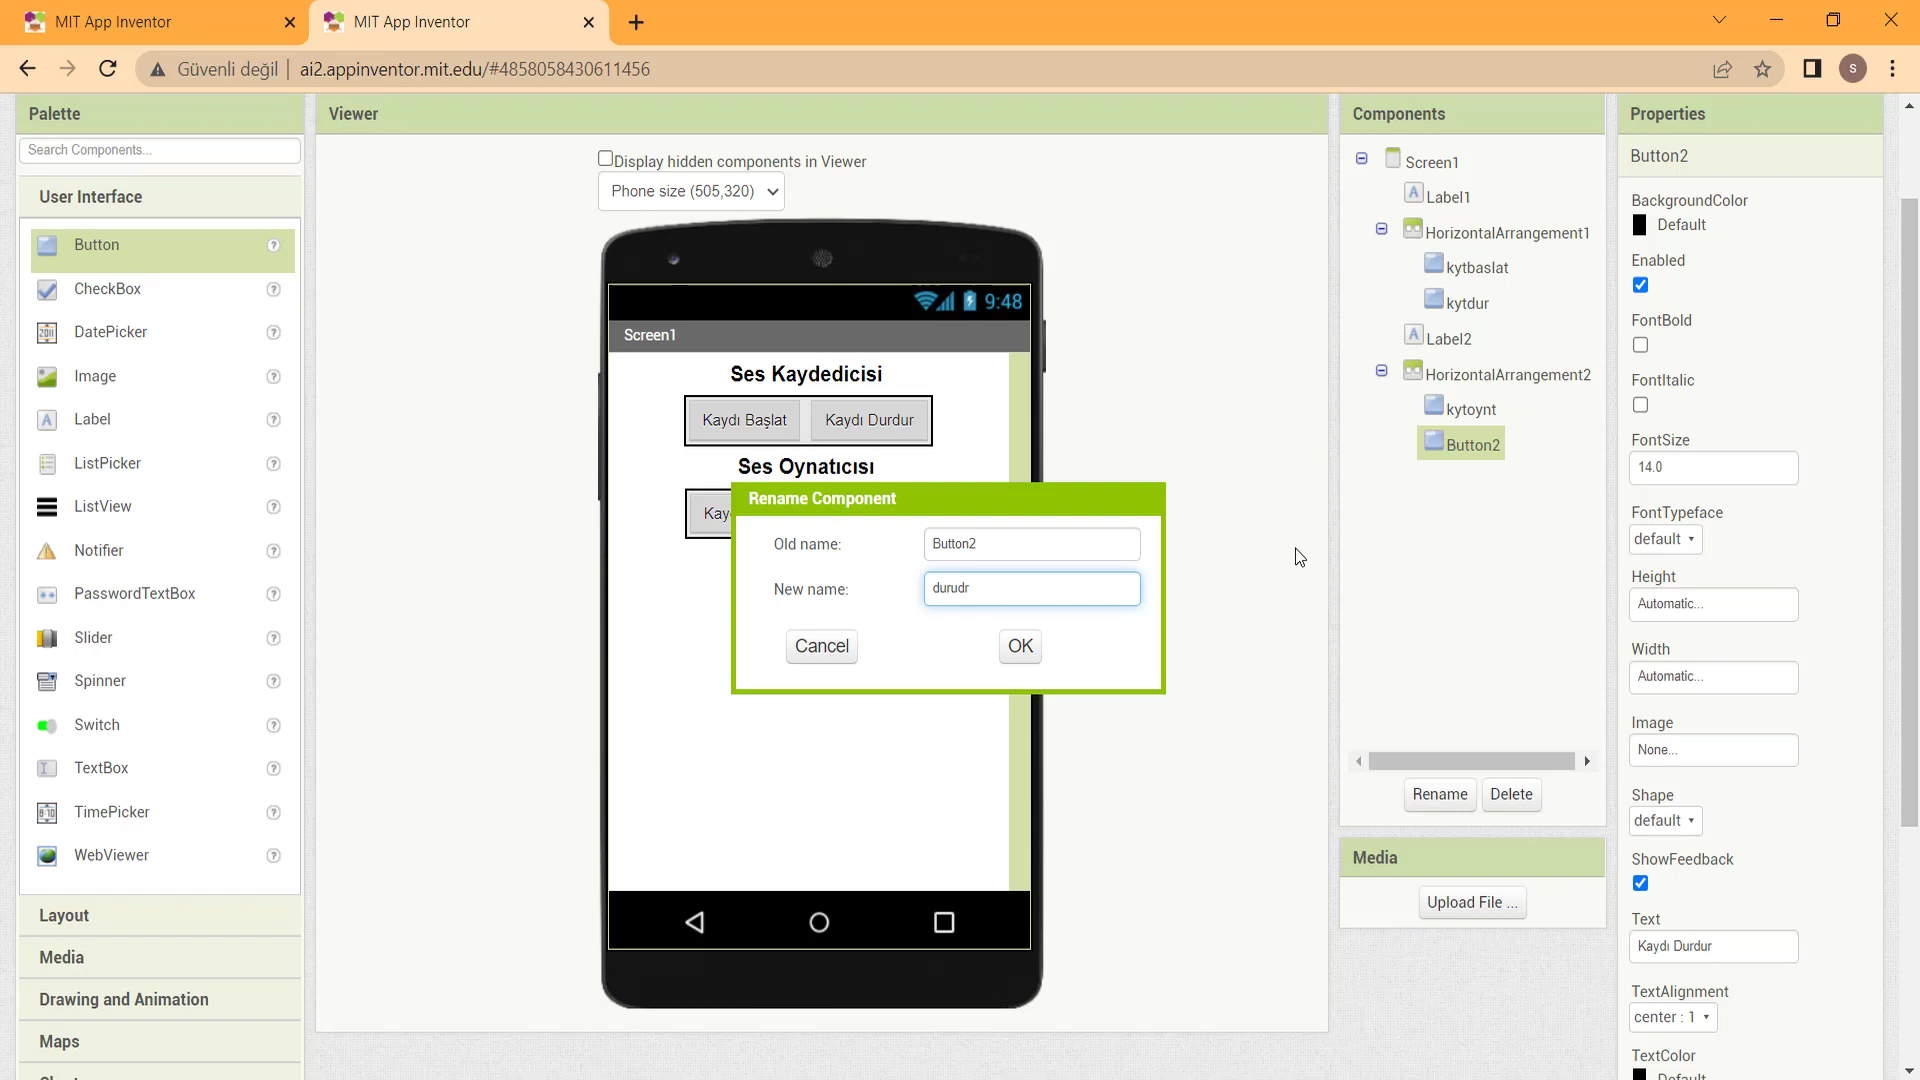 MIT App Inventor
MIT App Inventor
Güvenli değil
ai2.appinventor.mit.edu/#4858058430611456
S
Palette
Search Components...
User Interface
Button
CheckBox
DatePicker
Image
Label
ListPicker
ListView
Notifier
PasswordTextBox
Slider
Spinner
Switch
TextBox
TimePicker
WebViewer
Layout
Media
Drawing and Animation
Maps
Viewer
Display hidden components in Viewer
Phone size (505,320)
9:48
Screen1
Ses Kaydedicisi
Kaydı Başlat Kaydı Durdur
Ses Oynatıcısı
Rename Component
Old name: Button2
New name: durudr
Cancel OK
Components
Screen1
Label1
HorizontalArrangement1
kytbaslat
kytdur
Label2
HorizontalArrangement2
kytoynt
Button2
Rename Delete
Media
Upload File ...
Properties
Button2
BackgroundColor
Default
Enabled
FontBold
FontItalic
FontSize
14.0
FontTypeface
default
Height
Automatic...
Width
Automatic...
Image
None...
Shape
default
ShowFeedback
Text
Kaydı Durdur
TextAlignment
center : 1
TextColor
Default